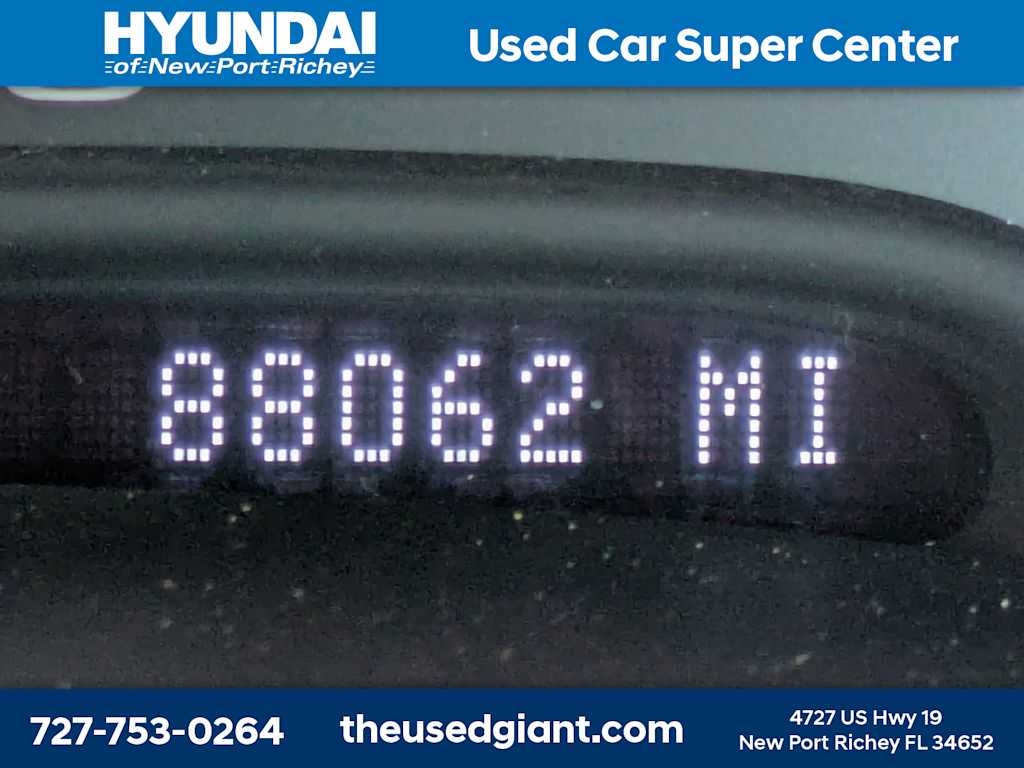 HYUNDAI
of New Port Richey
Used Car Super Center
88062 MI
727-753-0264
theusedgiant.com
4727 US Hwy 19
New Port Richey FL 34652